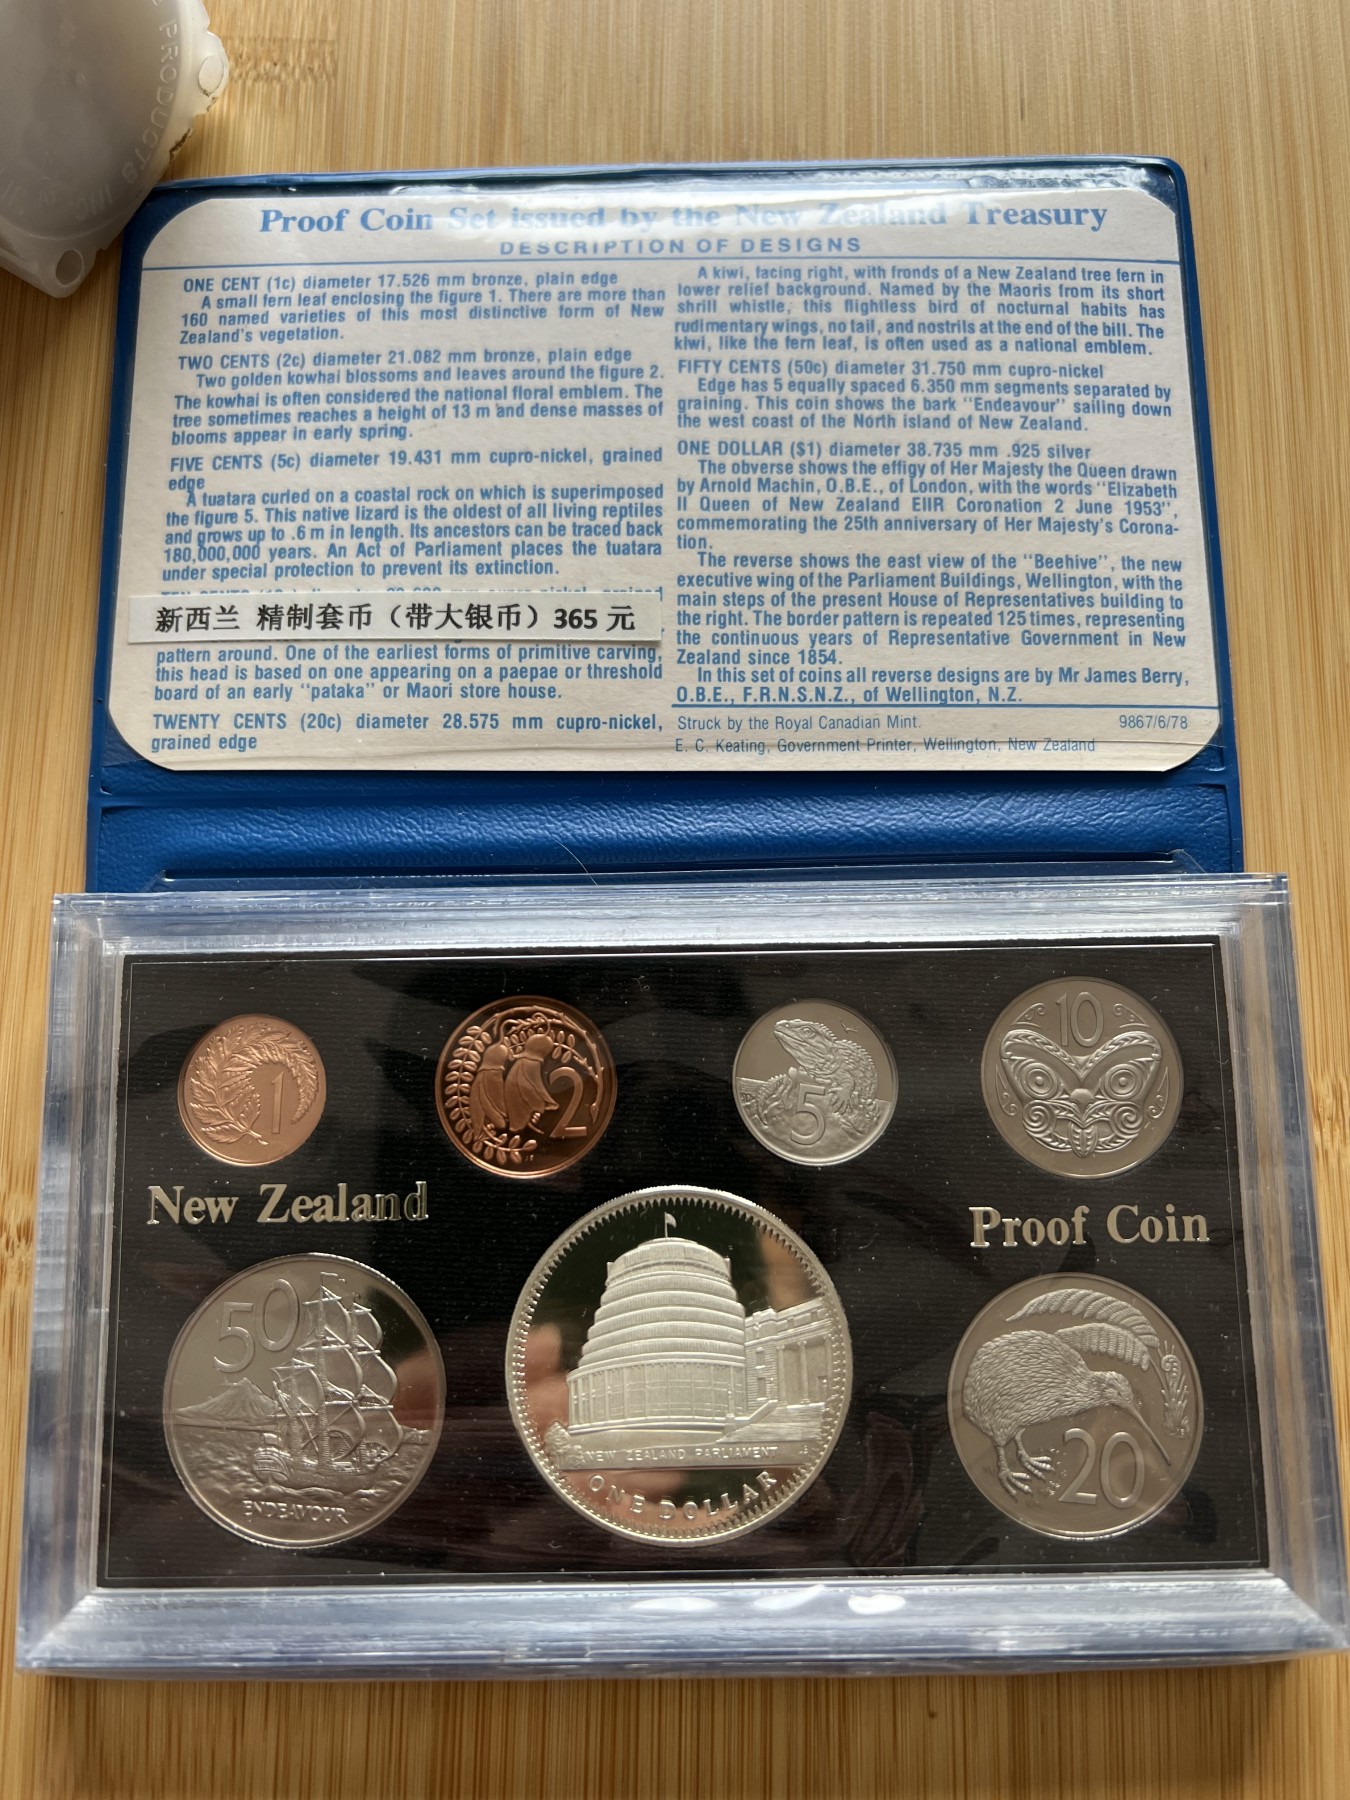 E PRODUCTS INC
Proof Coin Set issued by the New Zealand Treasury
DESCRIPTION OF DESIGNS
ONE CENT (1c) diameter 17.526 mm bronze, plain edge
A small fern leaf enclosing the figure 1. There are more than
160 named varieties of this most distinctive form of New
Zealand's vegetation.
TWO CENTS (2c) diameter 21.082 mm bronze, plain edge
Two golden kowhai blossoms and leaves around the figure 2.
The kowhai is often considered the national floral emblem. The
tree sometimes reaches a height of 13 m and dense masses of
blooms appear in early spring.
FIVE CENTS (5c) diameter 19.431 mm cupro-nickel, grained
edge
A tuatara curled on a coastal rock on which is superimposed
the figure 5. This native lizard is the oldest of all living reptiles
and grows up to .6 m in length. Its ancestors can be traced back
180,000,000 years. An Act of Parliament places the tuatara
under special protection to prevent its extinction.
新西兰 精制套币（带大银币）365 元
pattern around. One of the earliest forms of primitive carving,
this head is based on one appearing on a paepae or threshold
board of an early "pataka" or Maori store house.
TWENTY CENTS (20c) diameter 28.575 mm cupro-nickel,
grained edge
A kiwi, facing right, with fronds of a New Zealand tree fern in
lower relief background. Named by the Maoris from its short
shrill whistle, this flightless bird of nocturnal habits has
rudimentary wings, no tail, and nostrils at the end of the bill. The
kiwi, like the fern leaf, is often used as a national emblem.
FIFTY CENTS (50c) diameter 31.750 mm cupro-nickel
Edge has 5 equally spaced 6.350 mm segments separated by
graining. This coin shows the bark "Endeavour" sailing down
the west coast of the North island of New Zealand.
ONE DOLLAR ($1) diameter 38.735 mm .925 silver
The obverse shows the effigy of Her Majesty the Queen drawn
by Arnold Machin, O.B.E., of London, with the words "Elizabeth
II Queen of New Zealand EIIR Coronation 2 June 1953",
commemorating the 25th anniversary of Her Majesty's Corona-
tion.
The reverse shows the east view of the "Beehive", the new
executive wing of the Parliament Buildings, Wellington, with the
main steps of the present House of Representatives building to
the right. The border pattern is repeated 125 times, representing
the continuous years of Representative Government in New
Zealand since 1854.
In this set of coins all reverse designs are by Mr James Berry,
O.B.E., F.R.N.S.N.Z., of Wellington, N.Z.
Struck by the Royal Canadian Mint. 9867/6/78
E. C. Keating, Government Printer, Wellington, New Zealand
1
2
5
10
New Zealand
Proof Coin
50
ENDEAVOUR
NEW ZEALAND PARLIAMENT
ONE DOLLAR
20